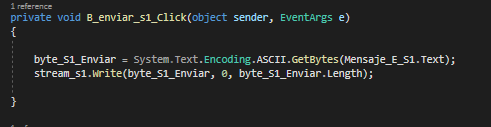 1 reference
private void B_enviar_s1_Click(object sender, EventArgs e)
{
byte_S1_Enviar = System.Text.Encoding.ASCII.GetBytes(Mensaje_E_S1.Text);
stream_s1.Write(byte_S1_Enviar, 0, byte_S1_Enviar.Length);
}